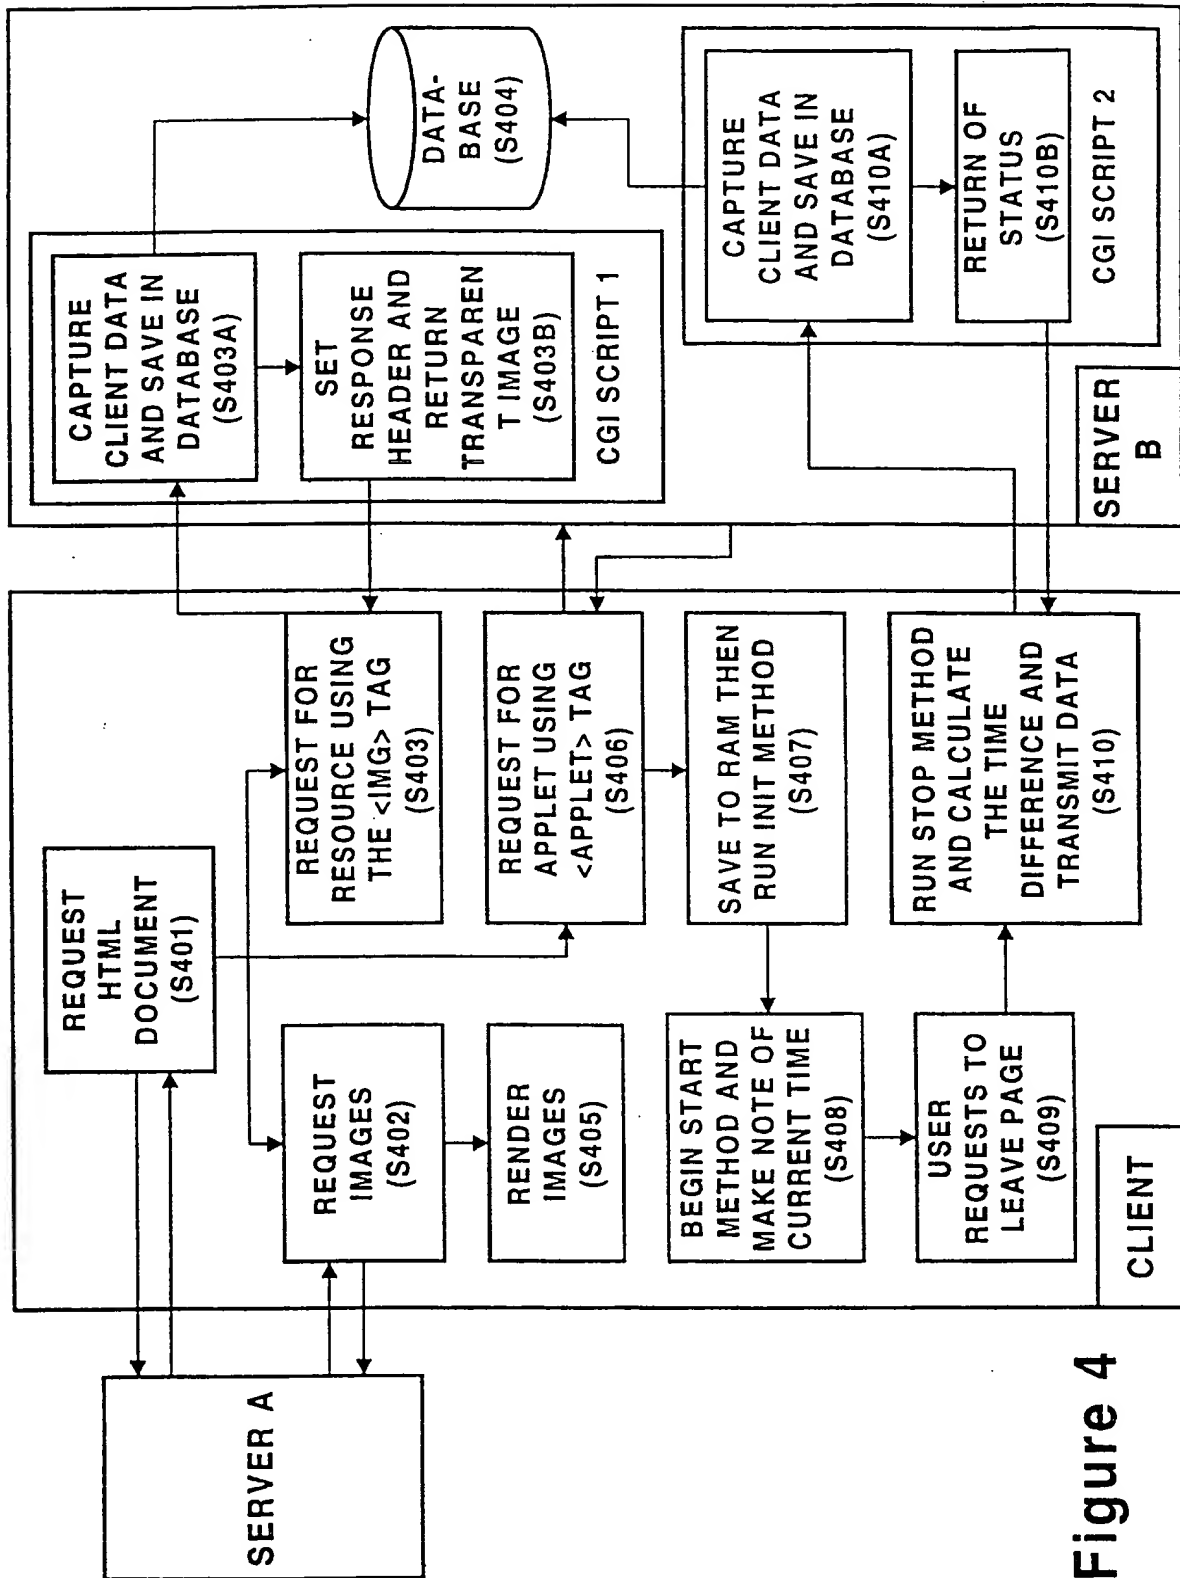 SERVER A
REQUEST
HTML
DOCUMENT
(S401)
REQUEST
IMAGES
(S402)
RENDER
IMAGES
(S405)
REQUEST FOR
RESOURCE USING
THE <IMG> TAG
(S403)
REQUEST FOR
APPLET USING
<APPLET> TAG
(S406)
SAVE TO RAM THEN
RUN INIT METHOD
(S407)
BEGIN START
METHOD AND
MAKE NOTE OF
CURRENT TIME
(S408)
USER
REQUESTS TO
LEAVE PAGE
(S409)
RUN STOP METHOD
AND CALCULATE
THE TIME
DIFFERENCE AND
TRANSMIT DATA
(S410)
CLIENT
CAPTURE
CLIENT DATA
AND SAVE IN
DATABASE
(S403A)
SET
RESPONSE
HEADER AND
RETURN
TRANSPAREN
T IMAGE
(S403B)
CGI SCRIPT 1
DATA-
BASE
(S404)
CAPTURE
CLIENT DATA
AND SAVE IN
DATABASE
(S410A)
RETURN OF
STATUS
(S410B)
CGI SCRIPT 2
SERVER
B
Figure 4